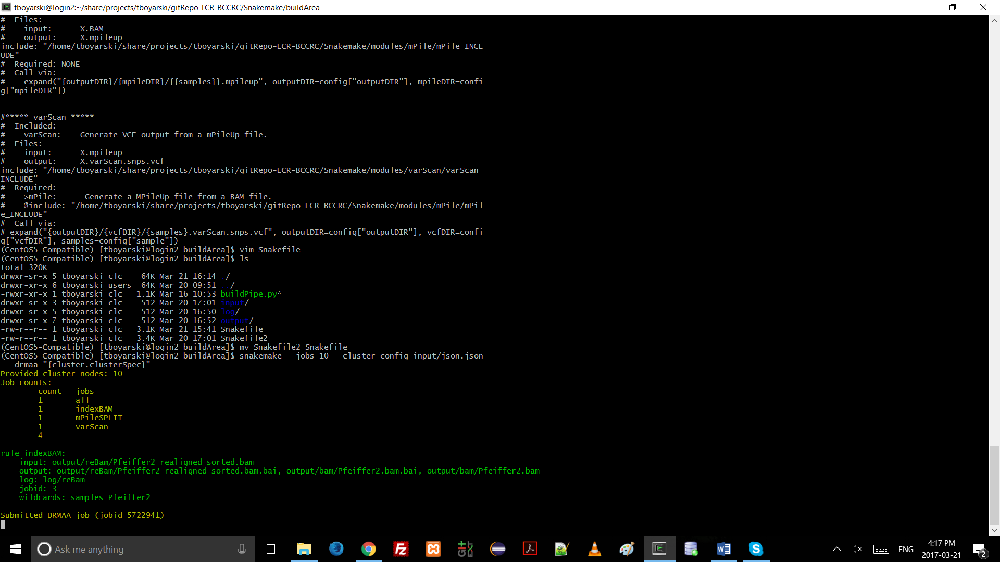 tboyarski@login2:~/share/projects/tboyarski/gitRepo-LCR-BCCRC/Snakemake/buildArea
#  Files:
#    input:      X.BAM
#    output:     X.mpileup
include: "/home/tboyarski/share/projects/tboyarski/gitRepo-LCR-BCCRC/Snakemake/modules/mPile/mPile_INCL
UDE"
#  Required: NONE
#  Call via:
#    expand("{outputDIR}/{mpileDIR}/{{samples}}.mpileup", outputDIR=config["outputDIR"], mpileDIR=confi
g["mpileDIR"])
#***** varScan *****
#  Included:
#    varScan:    Generate VCF output from a mPileUp file.
#  Files:
#    input:      X.mpileup
#    output:     X.varScan.snps.vcf
include: "/home/tboyarski/share/projects/tboyarski/gitRepo-LCR-BCCRC/Snakemake/modules/varScan/varScan_
INCLUDE"
#  Required:
#    >mPile:      Generate a MPileUp file from a BAM file.
#    @include: "/home/tboyarski/share/projects/tboyarski/gitRepo-LCR-BCCRC/Snakemake/modules/mPile/mPil
e_INCLUDE"
#  Call via:
# expand("{outputDIR}/{vcfDIR}/{samples}.varScan.snps.vcf", outputDIR=config["outputDIR"], vcfDIR=confi
g["vcfDIR"], samples=config["sample"])
(CentOS5-Compatible) [tboyarski@login2 buildArea]$ vim Snakefile
(CentOS5-Compatible) [tboyarski@login2 buildArea]$ ls
total 320K
drwxr-sr-x 5 tboyarski clc    64K Mar 21 16:14 ./
drwxr-xr-x 6 tboyarski users  64K Mar 20 09:51 ../
-rwxr-xr-x 1 tboyarski clc   1.1K Mar 16 10:53 buildPipe.py*
drwxr-sr-x 3 tboyarski clc    512 Mar 20 17:01 input/
drwxr-sr-x 5 tboyarski clc    512 Mar 20 16:50 log/
drwxr-sr-x 7 tboyarski clc    512 Mar 20 16:52 output/
-rw-r--r-- 1 tboyarski clc   3.1K Mar 21 15:41 Snakefile
-rw-r--r-- 1 tboyarski clc   3.4K Mar 20 17:01 Snakefile2
(CentOS5-Compatible) [tboyarski@login2 buildArea]$ mv Snakefile2 Snakefile
(CentOS5-Compatible) [tboyarski@login2 buildArea]$ snakemake --jobs 10 --cluster-config input/json.json
 --drmaa "{cluster.clusterSpec}"
Provided cluster nodes: 10
Job counts:
        count   jobs
        1       all
        1       indexBAM
        1       mPileSPLIT
        1       varScan
        4
rule indexBAM:
    input: output/reBam/Pfeiffer2_realigned_sorted.bam
    output: output/reBam/Pfeiffer2_realigned_sorted.bam.bai, output/bam/Pfeiffer2.bam.bai, output/bam/Pfeiffer2.bam
    log: log/reBam
    jobid: 3
    wildcards: samples=Pfeiffer2
Submitted DRMAA job (jobid 5722941)
Ask me anything
ENG
4:17 PM
2017-03-21
2